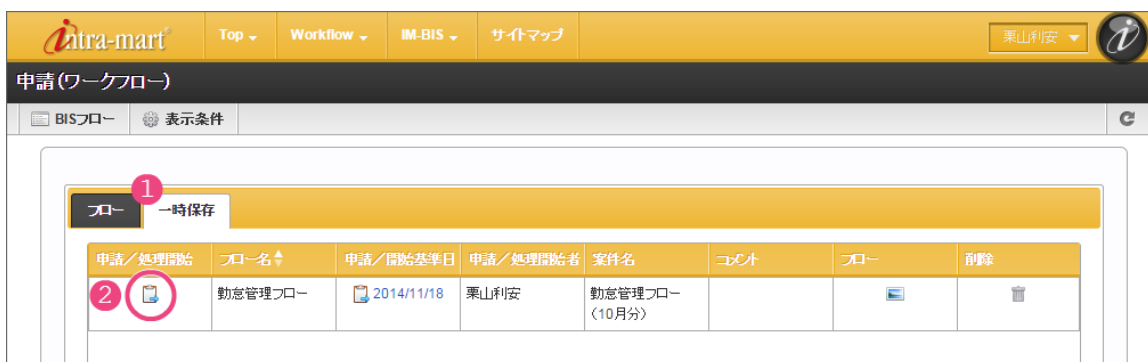 intra-mart Top Workflow IM-BIS サイトマップ 栗山利安
申請(ワークフロー)
BISフロー 表示条件
1
フロー 一時保存
申請／処理開始 フロー名 申請／開始基準日 申請／処理開始者 案件名 コメント フロー 削除
2 勤怠管理フロー 2014/11/18 栗山利安 勤怠管理フロー
(10月分)